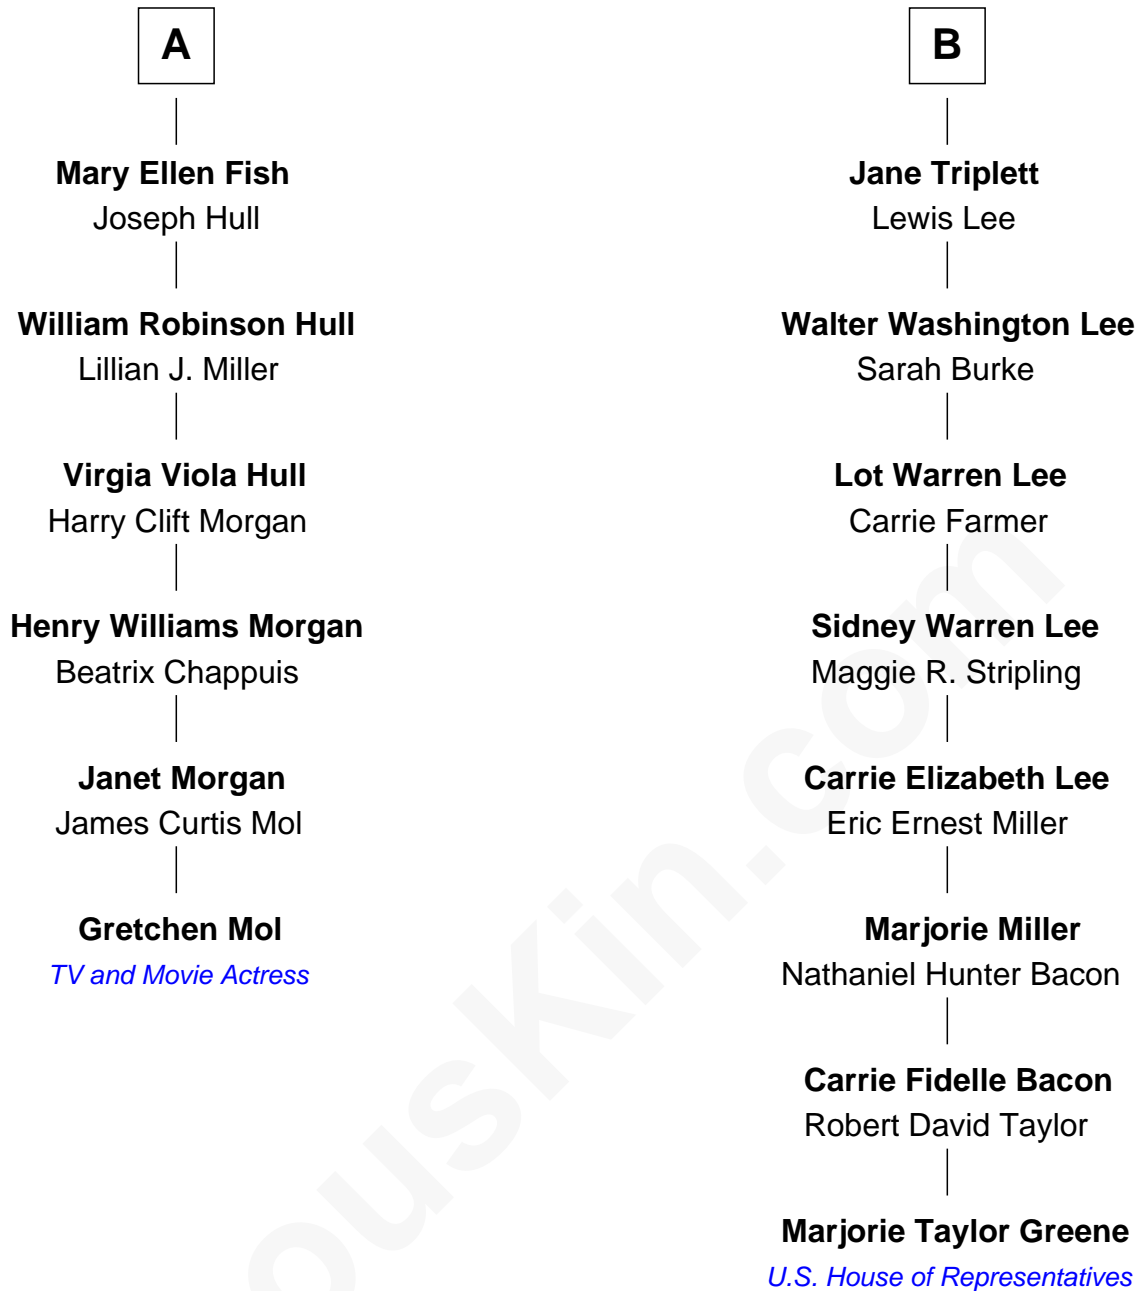 A
Mary Ellen Fish
Joseph Hull
William Robinson Hull
Lillian J. Miller
Virgia Viola Hull
Harry Clift Morgan
Henry Williams Morgan
Beatrix Chappuis
Janet Morgan
James Curtis Mol
Gretchen Mol
TV and Movie Actress
B
Jane Triplett
Lewis Lee
Walter Washington Lee
Sarah Burke
Lot Warren Lee
Carrie Farmer
Sidney Warren Lee
Maggie R. Stripling
Carrie Elizabeth Lee
Eric Ernest Miller
Marjorie Miller
Nathaniel Hunter Bacon
Carrie Fidelle Bacon
Robert David Taylor
Marjorie Taylor Greene
U.S. House of Representatives
ousKin.com